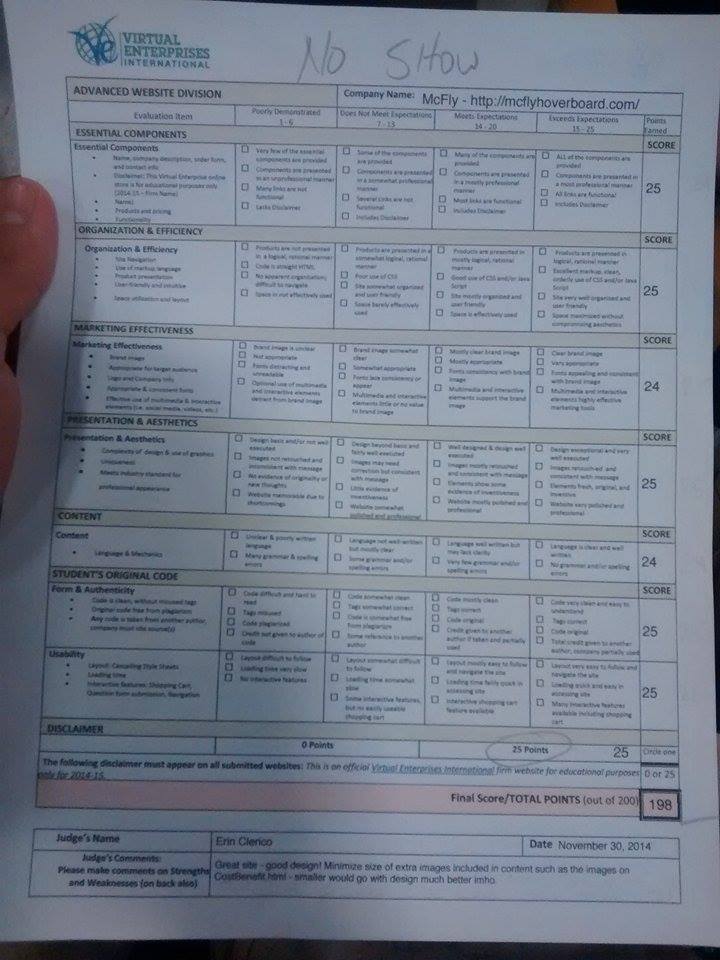 VIRTUAL
ENTERPRISES
INTERNATIONAL
NO SHOW
ADVANCED WEBSITE DIVISION
Company Name: McFly - http://mcflyhoverboard.com/
Evaluation Item
Poorly Demonstrated
1 - 6
Does Not Meet Expectations
7 - 13
Meets Expectations
14 - 20
Exceeds Expectations
15 - 25
Points
Earned
ESSENTIAL COMPONENTS
SCORE
Essential Components
Name, company description, order form,
and contact info
Disclaimer: This Virtual Enterprise online
store is for educational purposes only
(2014-15 - Firm Name)
Name)
Products and pricing
Functionality
Very few of the essential
components are provided
Components are presented
in an unprofessional manner
Many links are not
functional
Lacks Disclaimer
Some of the components
are provided
Components are presented
in a somewhat professional
manner
Several Links are not
functional
Includes Disclaimer
Many of the components are
provided
Components are presented
in a mostly professional
manner
Most links are functional
Includes Disclaimer
ALL of the components are
provided
Components are presented in
a most professional manner
All links are functional
Includes Disclaimer
25
ORGANIZATION & EFFICIENCY
SCORE
Organization & Efficiency
Site Navigation
Use of markup language
Product presentation
User-friendly and intuitive
Space utilization and layout
Products are not presented
in a logical, rational manner
Code is straight HTML
No apparent organization;
difficult to navigate
Space is not effectively used
Products are presented in a
somewhat logical, rational
manner
Poor use of CSS
Site somewhat organized
and user friendly
Space barely effectively
used
Products are presented in
mostly logical, rational
manner
Good use of CSS and/or Java
Script
Site mostly organized and
user friendly
Space is effectively used
Products are presented in
logical, rational manner
Excellent markup, clean,
orderly use of CSS and/or Java
Script
Site very well organized and
user friendly
Space maximized without
compromising aesthetics
25
MARKETING EFFECTIVENESS
SCORE
Marketing Effectiveness
Brand image
Appropriate for target audience
Logo and Company Info
Appropriate & consistent fonts
Effective use of multimedia & interactive
elements (i.e. social media, videos, etc.)
Brand image is unclear
Not appropriate
Fonts distracting and
unreadable
Optional use of multimedia
and interactive elements
detract from brand image
Brand image somewhat
clear
Somewhat appropriate
Fonts lack consistency or
appear
Multimedia and interactive
elements little or no value
to brand image
Mostly clear brand image
Mostly appropriate
Fonts consistency with brand
image
Multimedia and interactive
elements support the brand
image
Clear brand image
Very appropriate
Fonts appealing and consistent
with brand image
Multimedia and interactive
elements highly effective
marketing tools
24
PRESENTATION & AESTHETICS
SCORE
Presentation & Aesthetics
Complexity of design & use of graphics
Uniqueness
Meets industry standard for
professional appearance
Design basic and/or not well
executed
Images not retouched and
inconsistent with message
No evidence of originality or
new thoughts
Website memorable due to
shortcomings
Design beyond basic and
fairly well executed
Images may need
correction but consistent
with message
Little evidence of
inventiveness
Website somewhat
polished and professional
Well designed & design well
executed
Images mostly retouched
and consistent with message
Elements show some
evidence of inventiveness
Website mostly polished and
professional
Design exceptional and very
well executed
Images retouched and
consistent with message
Elements fresh, original, and
inventive
Website very polished and
professional
25
CONTENT
SCORE
Content
Language & Mechanics
Unclear & poorly written
language
Many grammar & spelling
errors
Language not well-written
but mostly clear
Some grammar and/or
spelling errors
Language well written but
may lack clarity
Very few grammar and/or
spelling errors
Language is clear and well
written
No grammar and/or spelling
errors
24
STUDENT'S ORIGINAL CODE
SCORE
Form & Authenticity
Code is clean, without misused tags
Original code free from plagiarism
Any code is taken from another author,
company must cite source(s)
Code difficult and hard to
read
Tags misused
Code plagiarized
Credit not given to author of
code
Code somewhat clean
Tags somewhat correct
Code is somewhat free
from plagiarism
Some reference to another
author
Code mostly clean
Tags correct
Code original
Credit given to another
author if taken and partially
used
Code very clean and easy to
understand
Tags correct
Code original
Total credit given to another
author, company partially used
25
Usability
Layout: Cascading Style Sheets
Loading time
Interactive features: Shopping Cart,
Question form submission, Navigation
Layout difficult to follow
Loading time very slow
No interactive features
Layout somewhat difficult
to follow
Loading time somewhat
slow
Some interactive features,
but no easily useable
shopping cart
Layout mostly easy to follow
and navigate the site
Loading time fairly quick in
accessing site
Interactive shopping cart
feature available
Layout very easy to follow and
navigate the site
Loading quick and easy in
accessing site
Many interactive features
available including shopping
cart
25
DISCLAIMER
0 Points
25 Points
25
Circle one
The following disclaimer must appear on all submitted websites: This is an official Virtual Enterprises International firm website for educational purposes
only for 2014-15.
0 or 25
Final Score/TOTAL POINTS (out of 200)
198
Judge's Name
Erin Clerico
Date November 30, 2014
Judge's Comments:
Please make comments on Strengths
and Weaknesses (on back also)
Great site - good design! Minimize size of extra images included in content such as the images on
CostBenefit.html - smaller would go with design much better imho.